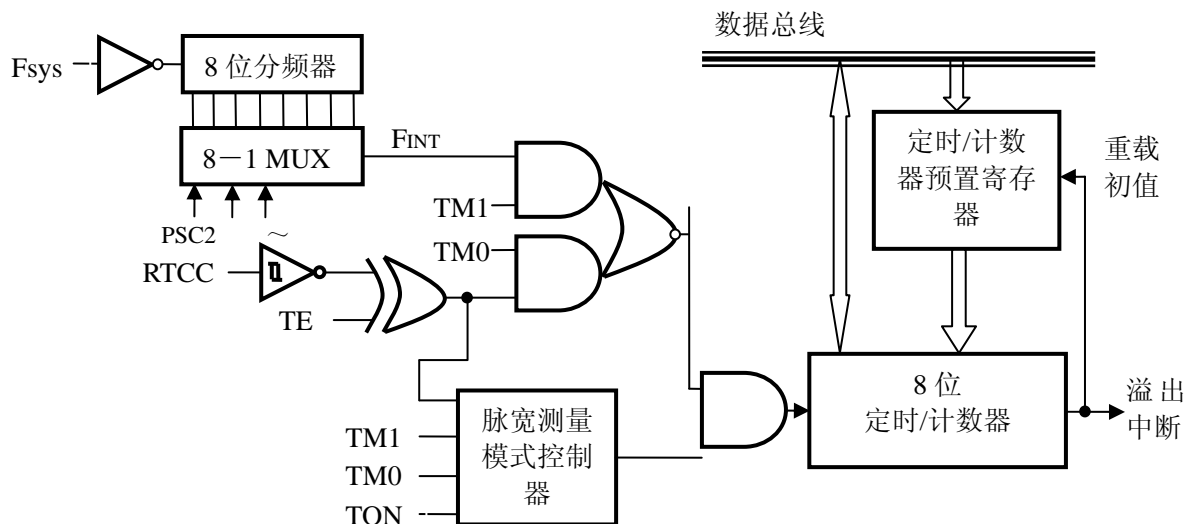 数据总线
Fsys
8 位分频器
8－1 MUX
FINT
定时/计数
器预置寄存
器
重载
初值
TM1
PSC2
～
TM0
RTCC
TE
8 位
定时/计数器
溢 出
中断
脉宽测量
模式控制
器
TM1
TM0
TON